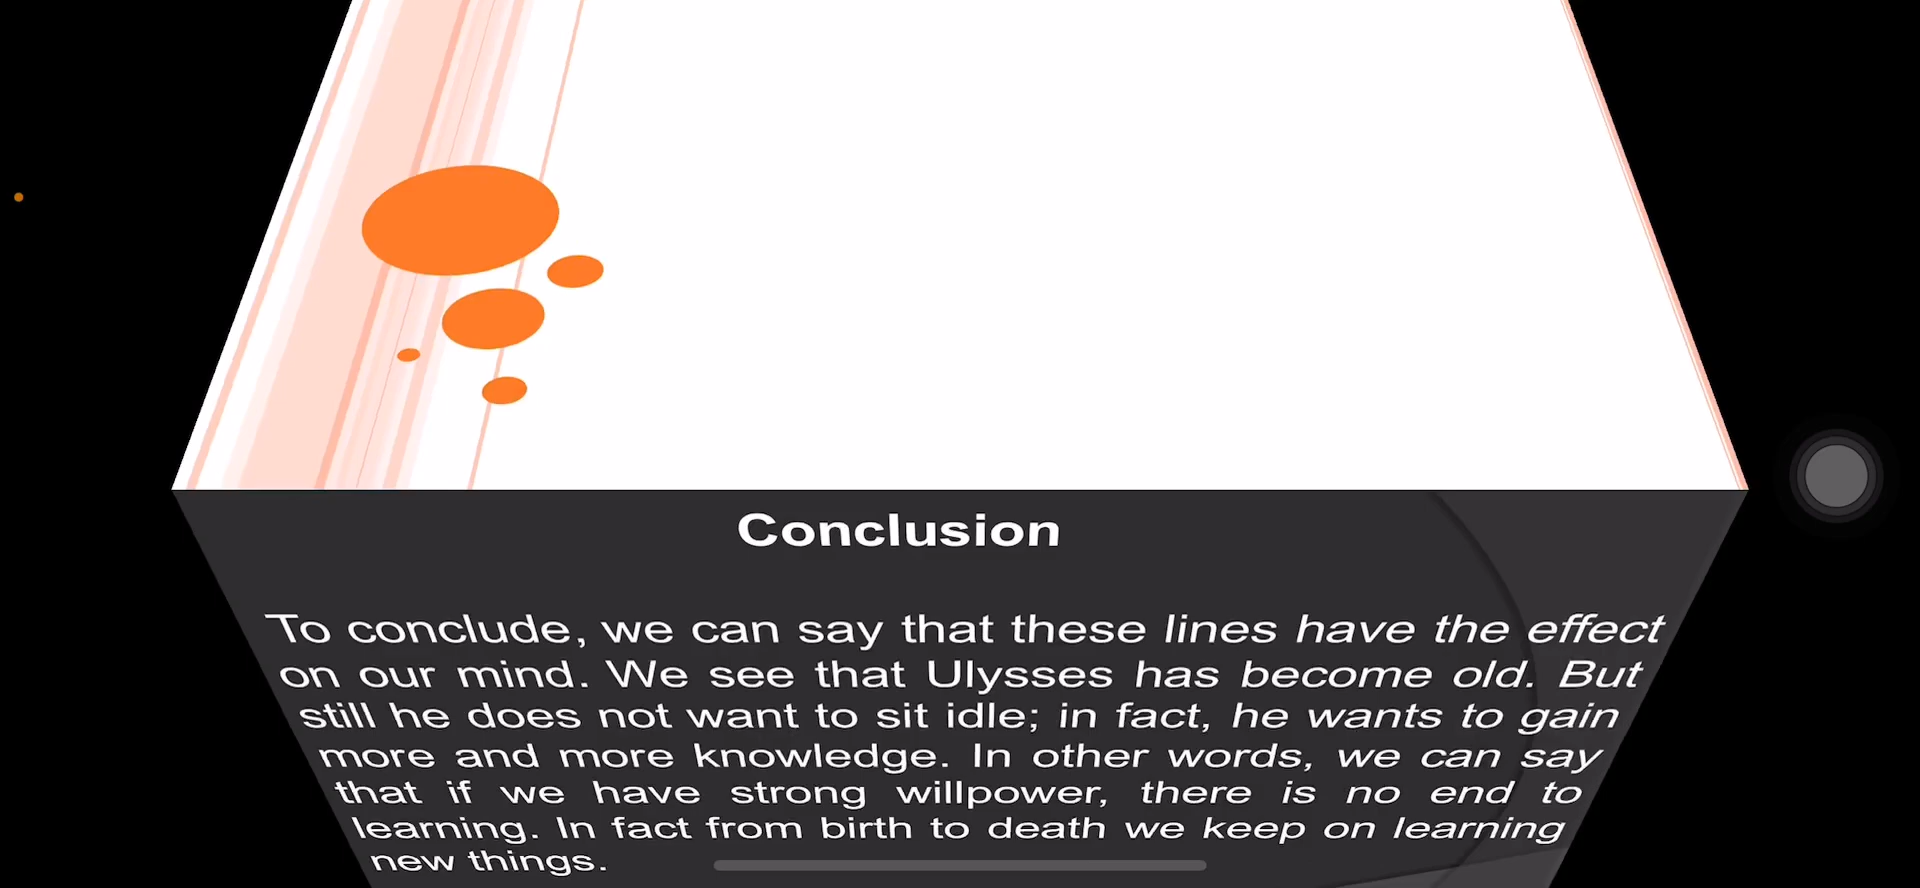 Conclusion
To conclude, we can say that these lines have the effect
on our mind. We see that Ulysses has become old. But
still he does not want to sit idle; in fact, he wants to gain
more and more knowledge. In other words, we can say
that if we have strong willpower, there is no end to
learning. In fact from birth to death we keep on learning
new things.